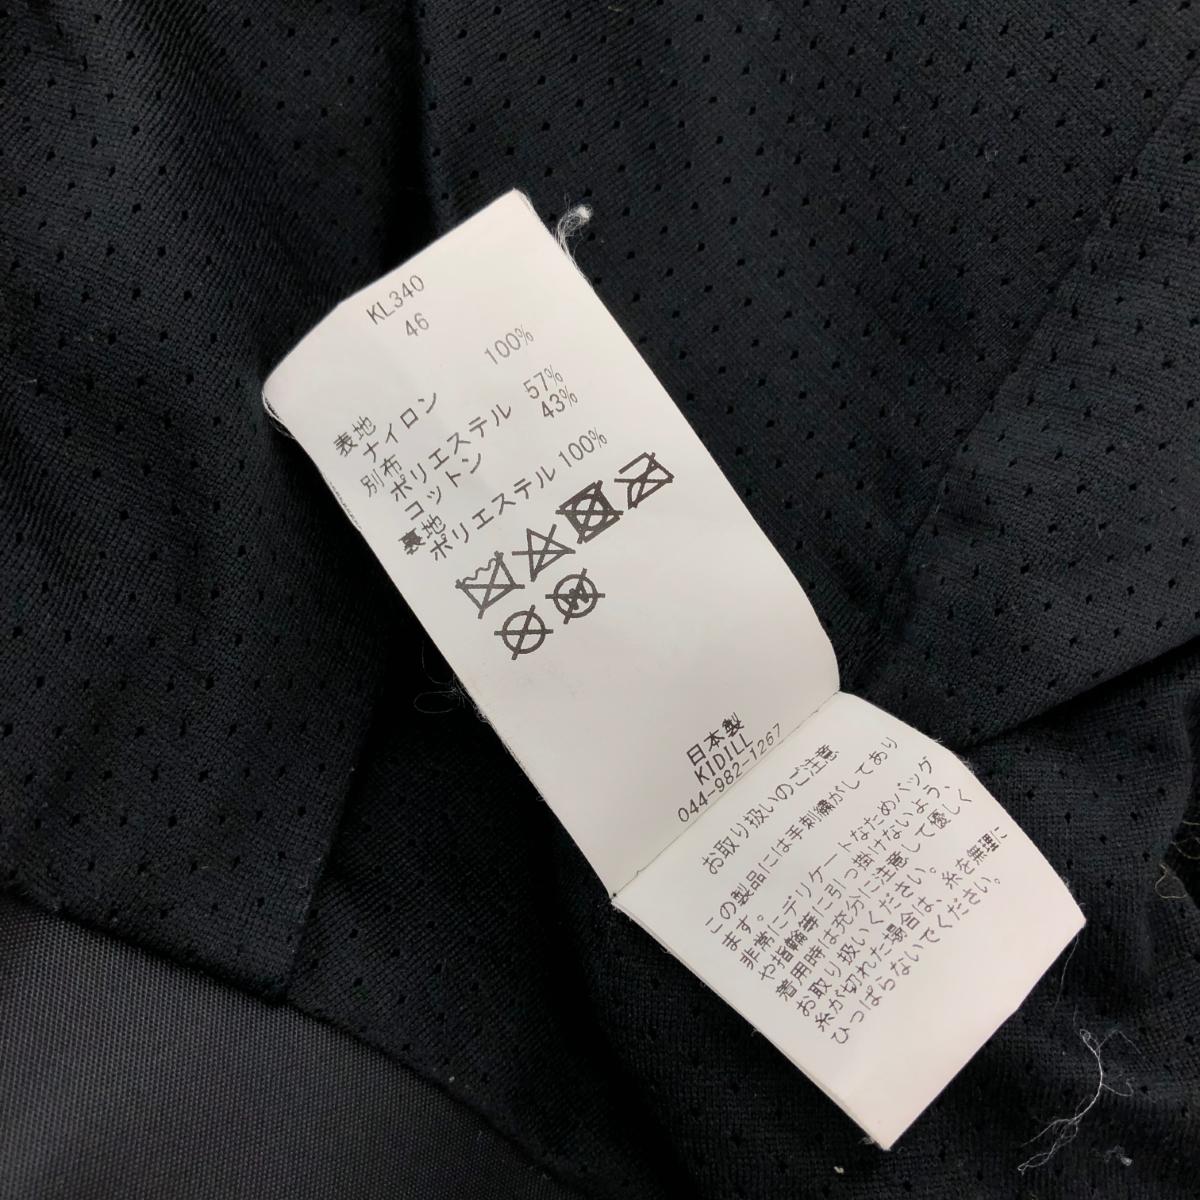 KL340
46
表地
ナイロン 100%
別布
ポリエステル 57%
コットン 43%
裏地
ポリエステル 100%
W
日本製
KIDILL
044-982-1267
お取り扱いのご注意
この製品には手刺繍がしてあり
ます。
非常にデリケートなためバッグ
や指輪等に引っ掛けないよう、
着用時は充分に注意して優しく
お取り扱いください。
糸が切れた場合は、糸を無理に
ひっぱらないでください。